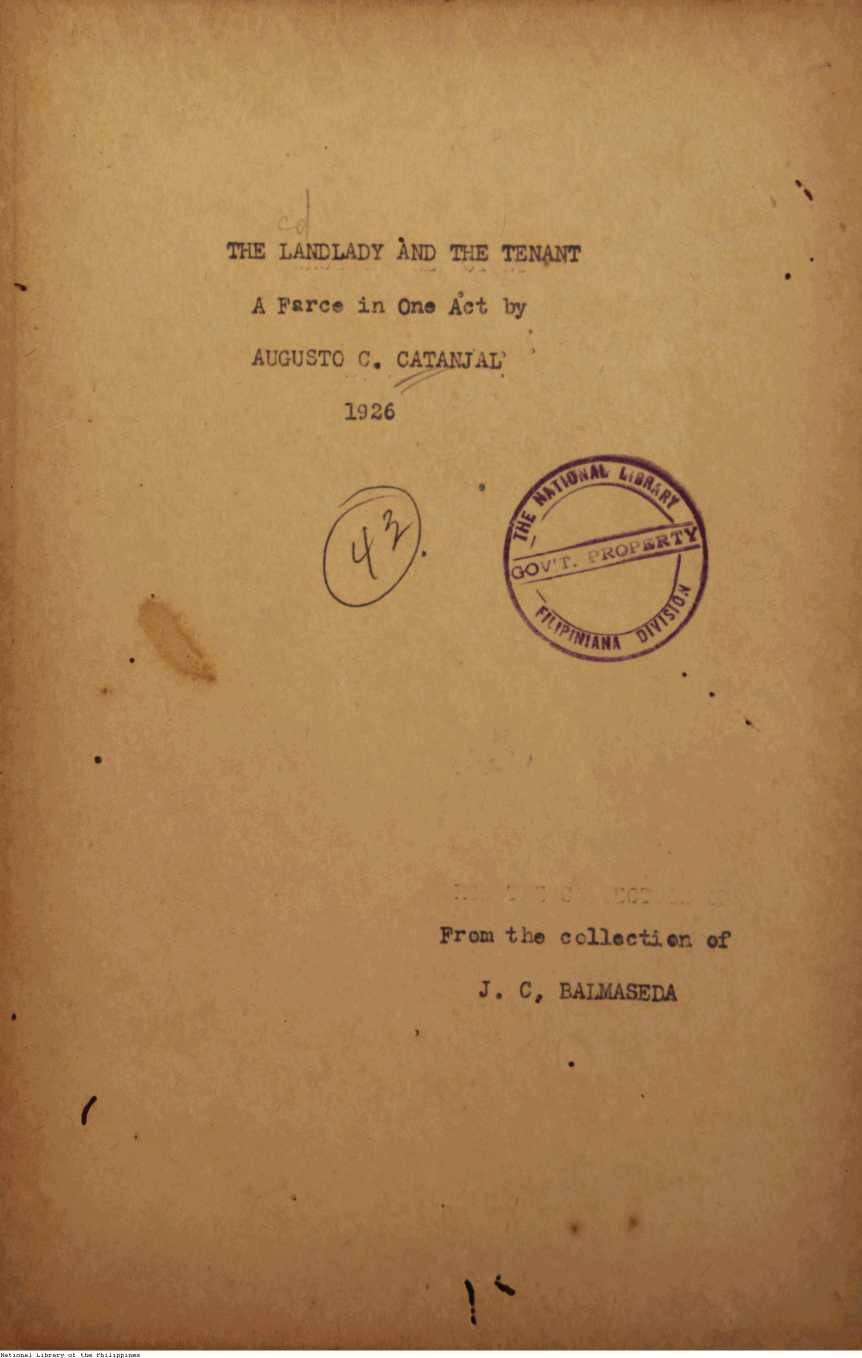 cd
THE LANDLADY AND THE TENANT
A Farce in One Act by
AUGUSTO C. CATANJAL
1926
42
THE NATIONAL LIBRARY
GOV'T. PROPERTY
FILIPINIANA DIVISION
From the collection of
J. C, BALMASEDA
National Library of the Philippines